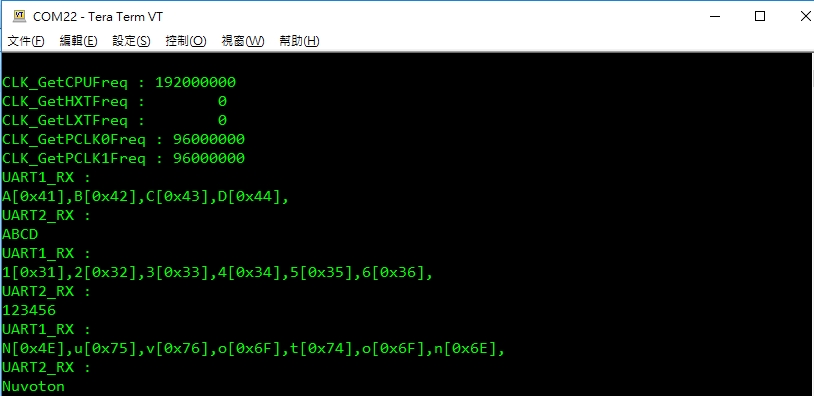 COM22 - Tera Term VT
文件(F) 編輯(E) 設定(S) 控制(O) 視窗(W) 幫助(H)
CLK_GetCPUFreq : 192000000
CLK_GetHXTFreq :        0
CLK_GetLXTFreq :        0
CLK_GetPCLK0Freq : 96000000
CLK_GetPCLK1Freq : 96000000
UART1_RX :
A[0x41],B[0x42],C[0x43],D[0x44],
UART2_RX :
ABCD
UART1_RX :
1[0x31],2[0x32],3[0x33],4[0x34],5[0x35],6[0x36],
UART2_RX :
123456
UART1_RX :
N[0x4E],u[0x75],v[0x76],o[0x6F],t[0x74],o[0x6F],n[0x6E],
UART2_RX :
Nuvoton